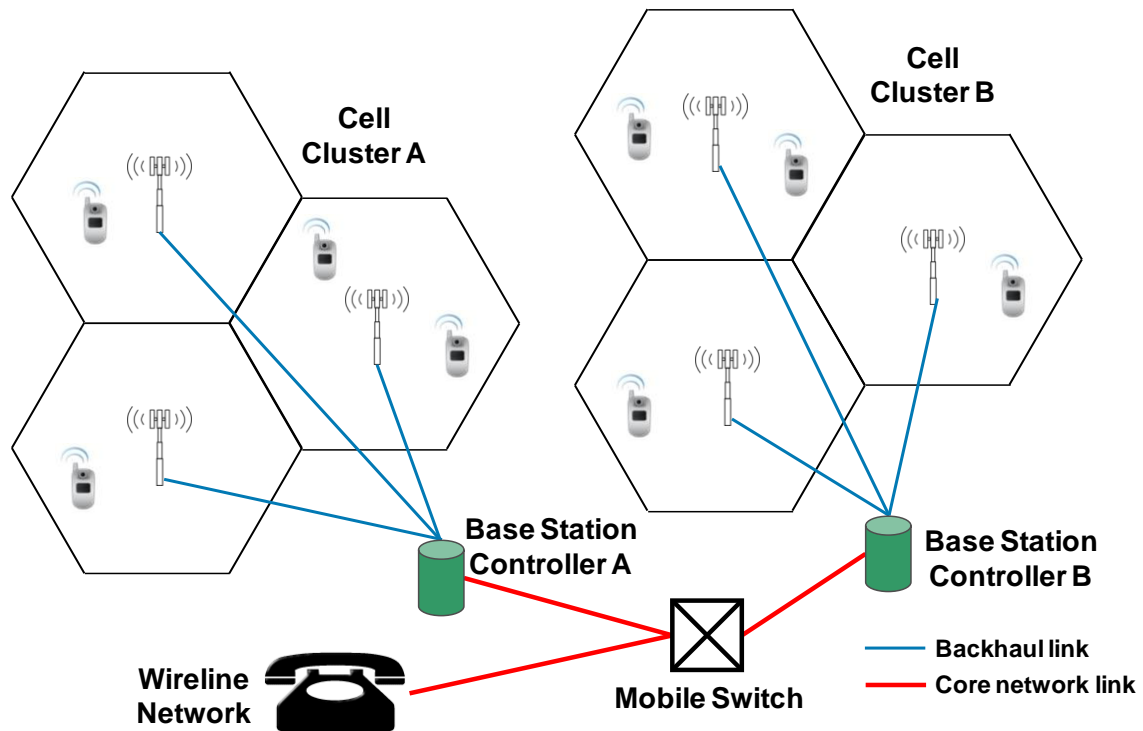 Cell
Cluster A
Cell
Cluster B
Base Station
Controller A
Base Station
Controller B
Wireline
Network
Mobile Switch
Backhaul link
Core network link